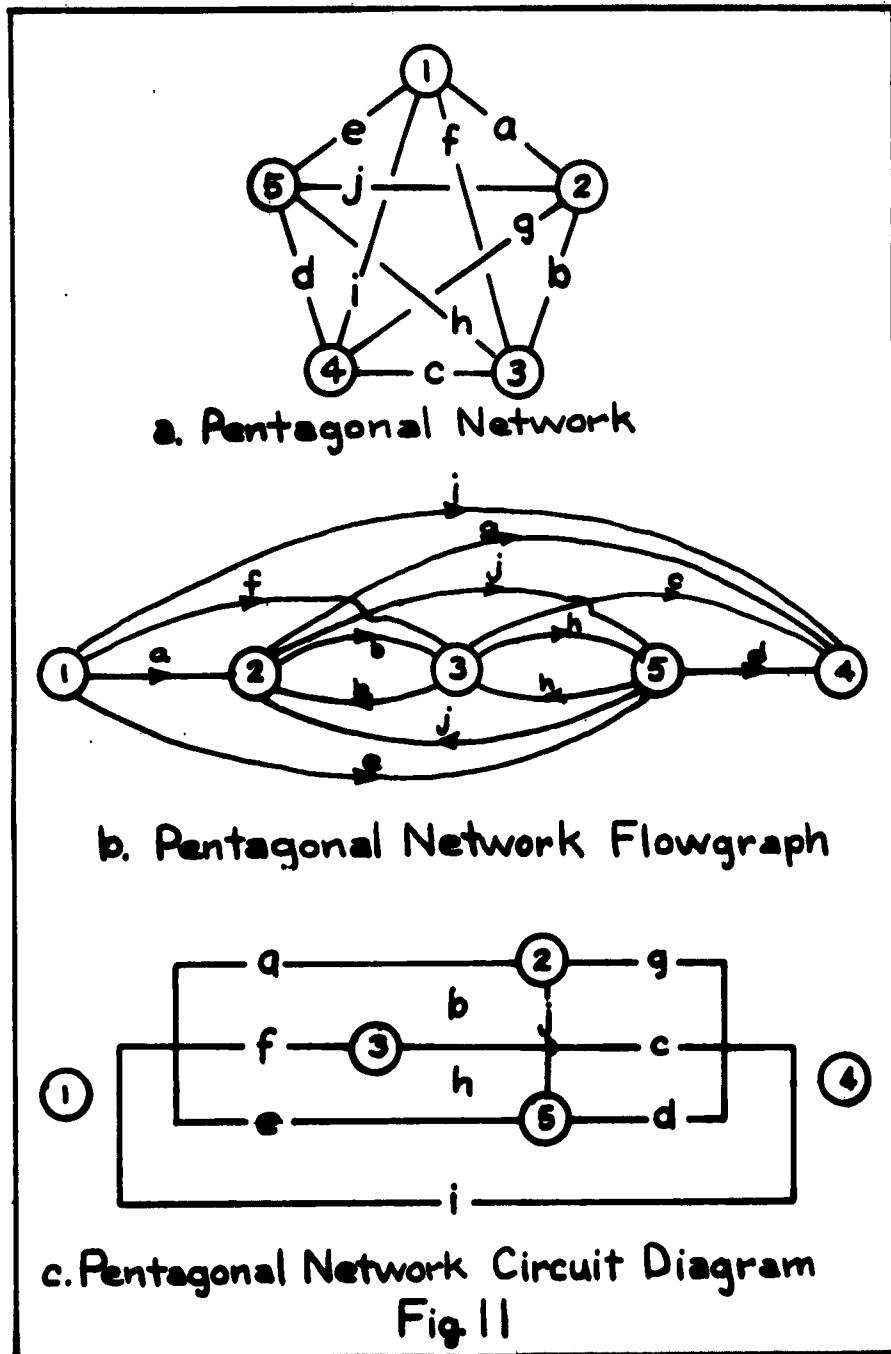 1
e f a
5 j 2
g
d i b
h
4 c 3
a. Pentagonal Network
i
g
f j c
b h
1 a 2 3 5 d 4
b h
j
e
b. Pentagonal Network Flowgraph
a 2 g
b j
f 3 c
1 h 4
e 5 d
i
c. Pentagonal Network Circuit Diagram
Fig 11